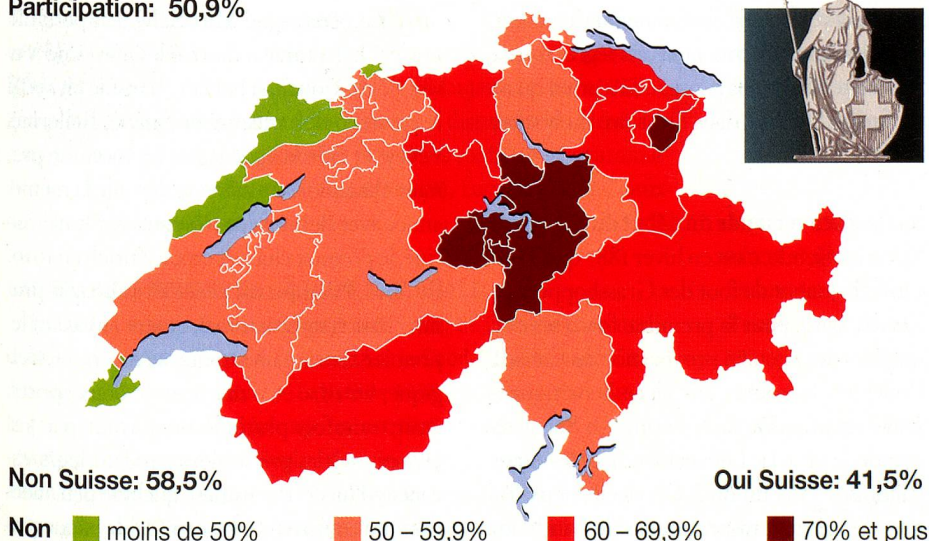 Participation: 50,9%
Non Suisse: 58,5%
Oui Suisse: 41,5%
Non moins de 50% 50 – 59,9% 60 – 69,9% 70% et plus